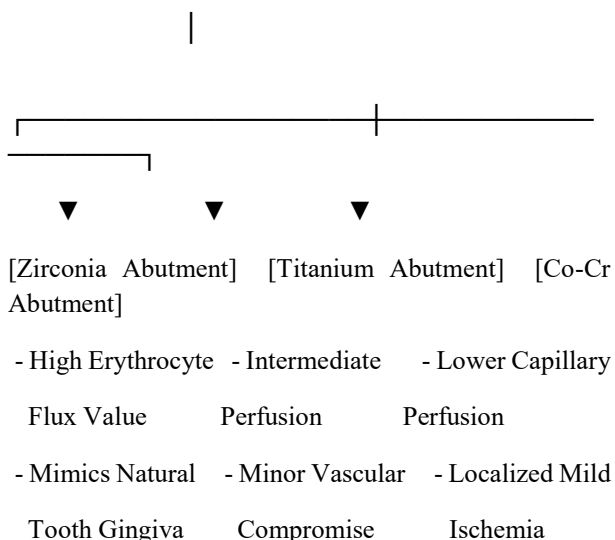 [Zirconia Abutment] [Titanium Abutment] [Co-Cr
Abutment]
- High Erythrocyte - Intermediate - Lower Capillary
Flux Value Perfusion Perfusion
- Mimics Natural - Minor Vascular - Localized Mild
Tooth Gingiva Compromise Ischemia